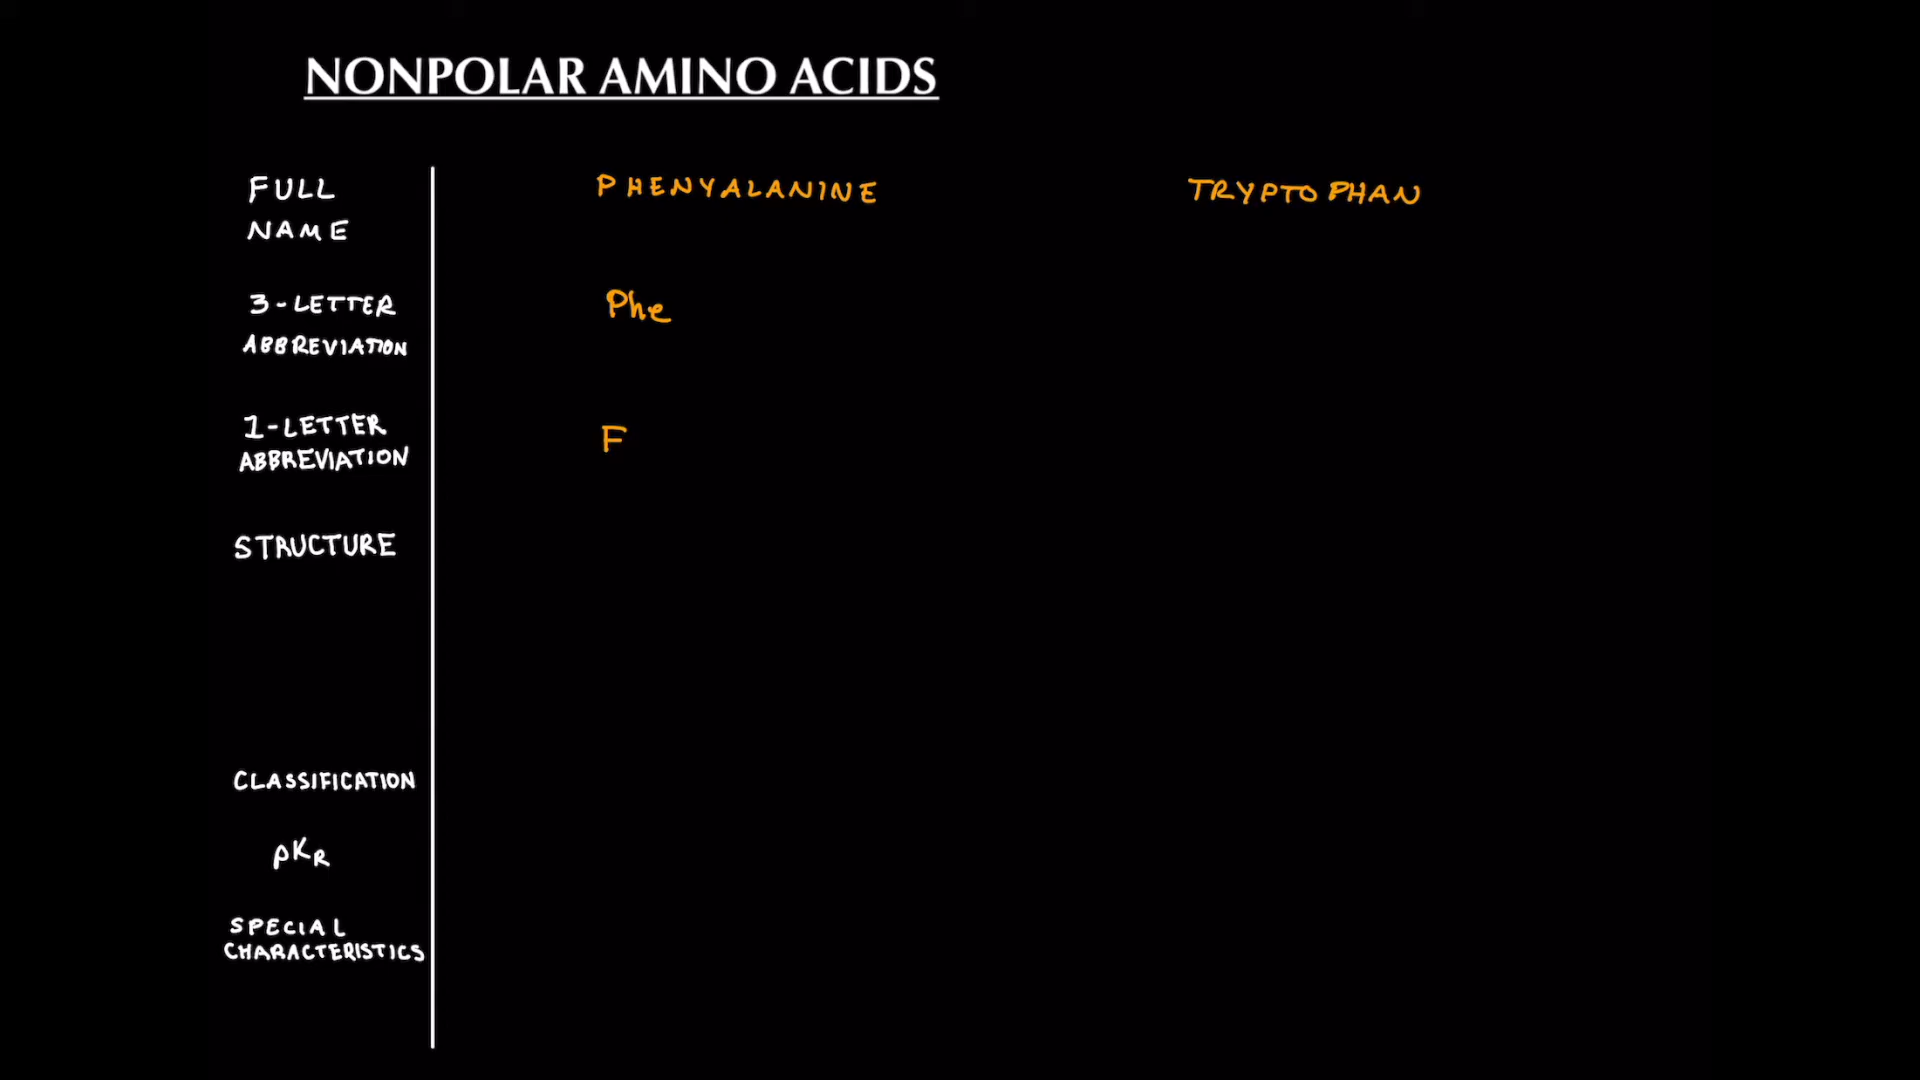 NONPOLAR AMINO ACIDS
FULL NAME
PHENYALANINE
TRYPTOPHAN
3-LETTER ABBREVIATION
Phe
1-LETTER ABBREVIATION
F
STRUCTURE
CLASSIFICATION
pKR
SPECIAL CHARACTERISTICS